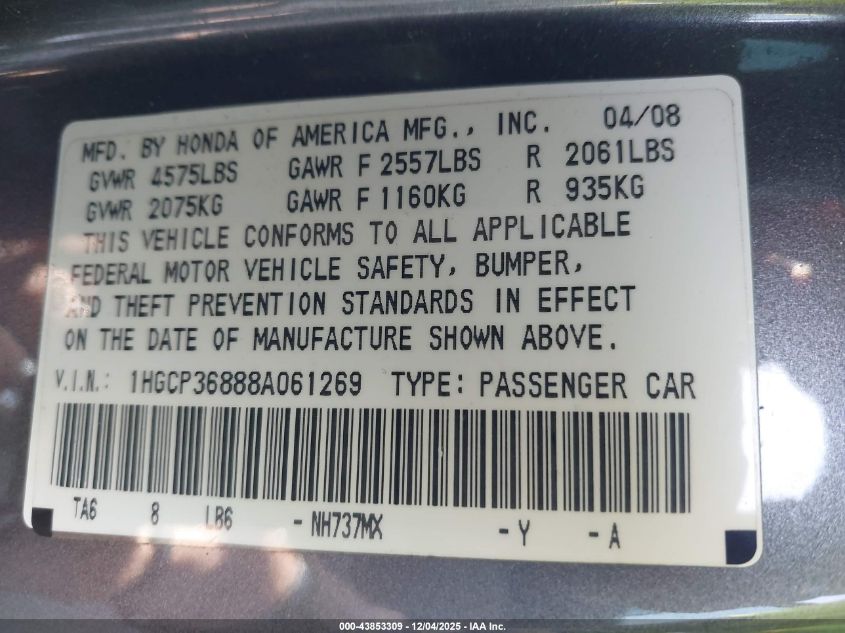 MFD. BY HONDA OF AMERICA MFG., INC. 04/08
GVWR 4575LBS GAWR F 2557LBS R 2061LBS
GVWR 2075KG GAWR F 1160KG R 935KG
THIS VEHICLE CONFORMS TO ALL APPLICABLE
FEDERAL MOTOR VEHICLE SAFETY, BUMPER,
AND THEFT PREVENTION STANDARDS IN EFFECT
ON THE DATE OF MANUFACTURE SHOWN ABOVE.
V.I.N.: 1HGCP36888A061269 TYPE: PASSENGER CAR
TA6 8 LB6 - NH737MX - Y - A
000-43853309 - 12/04/2025 - IAA Inc.